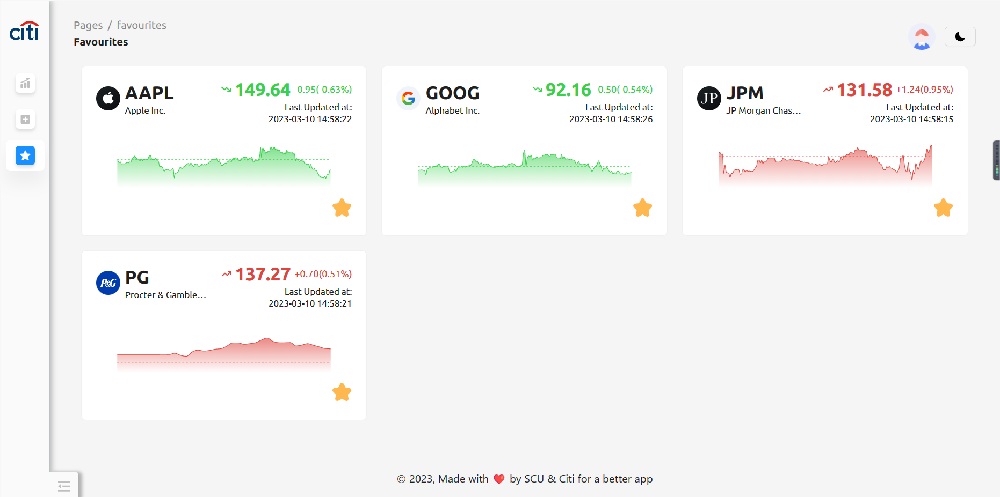 citi
Pages / favourites
Favourites
AAPL
Apple Inc.
149.64 -0.95(-0.63%)
Last Updated at:
2023-03-10 14:58:22
GOOG
Alphabet Inc.
92.16 -0.50(-0.54%)
Last Updated at:
2023-03-10 14:58:26
JP
JPM
JP Morgan Chas...
131.58 +1.24(0.95%)
Last Updated at:
2023-03-10 14:58:15
P&G
PG
Procter & Gamble...
137.27 +0.70(0.51%)
Last Updated at:
2023-03-10 14:58:21
© 2023, Made with ❤️ by SCU & Citi for a better app